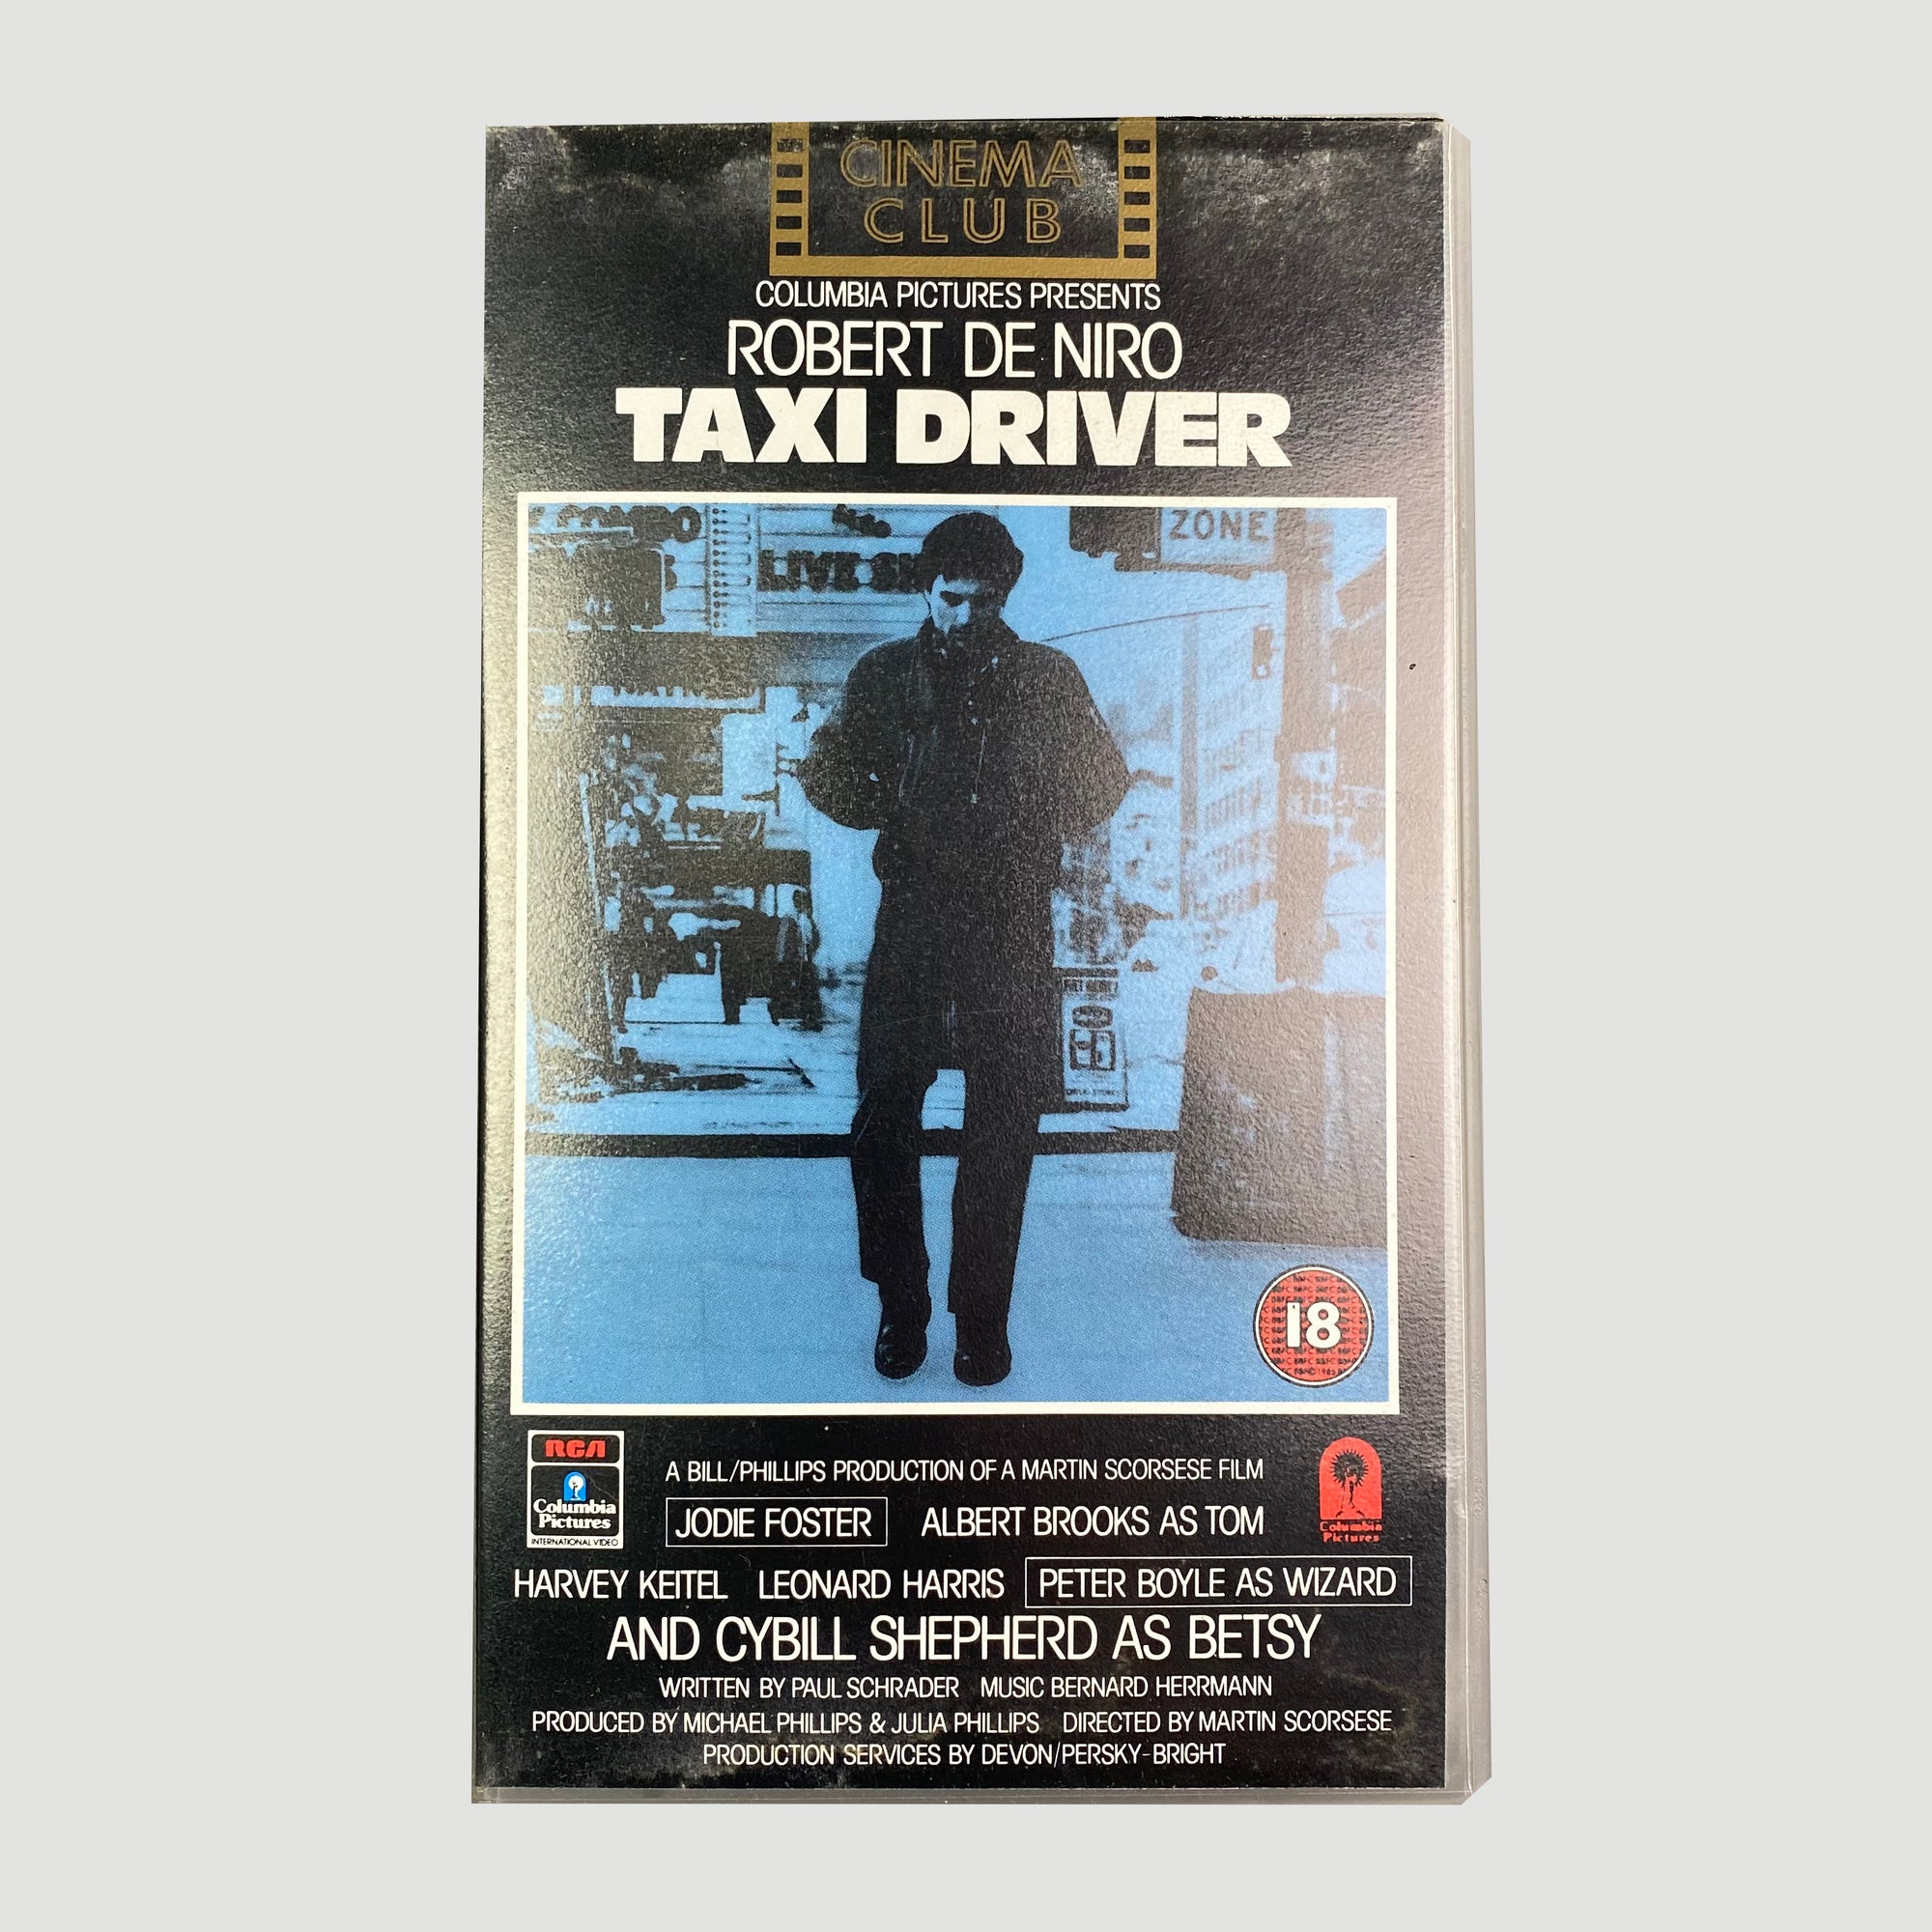 CINEMA
CLUB
COLUMBIA PICTURES PRESENTS
ROBERT DE NIRO
TAXI DRIVER
ZONE
LIVE
18
RCA
Columbia
Pictures
INTERNATIONAL VIDEO
A BILL/PHILLIPS PRODUCTION OF A MARTIN SCORSESE FILM
Columbia
Pictures
JODIE FOSTER ALBERT BROOKS AS TOM
HARVEY KEITEL LEONARD HARRIS PETER BOYLE AS WIZARD
AND CYBILL SHEPHERD AS BETSY
WRITTEN BY PAUL SCHRADER MUSIC BERNARD HERRMANN
PRODUCED BY MICHAEL PHILLIPS & JULIA PHILLIPS DIRECTED BY MARTIN SCORSESE
PRODUCTION SERVICES BY DEVON/PERSKY-BRIGHT